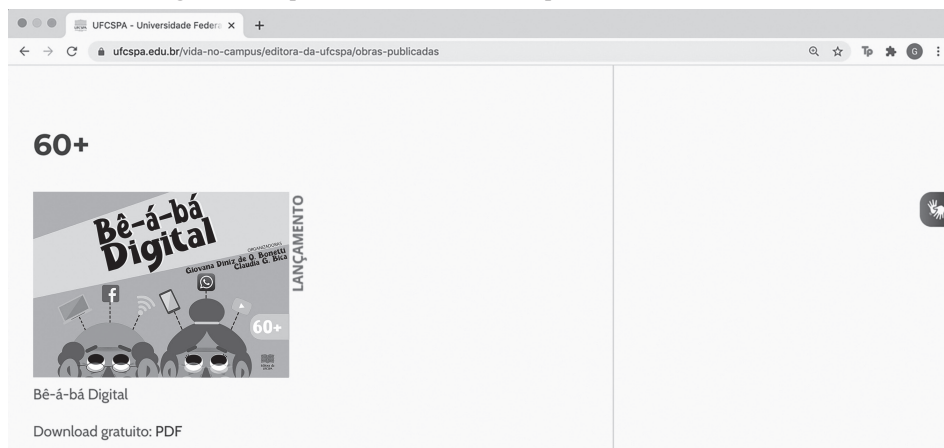 UFCSPA - Universidade Federa
ufcspa.edu.br/vida-no-campus/editora-da-ufcspa/obras-publicadas
Tp
G
60+
Bê-á-bá
Digital
ORGANIZADORAS
Giovana Diniz de O. Bonetti
Claudia G. Bica
60+
LANÇAMENTO
Bê-á-bá Digital
Download gratuito: PDF